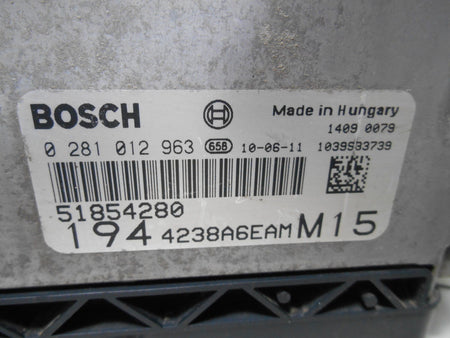 BOSCH Made in Hungary
1409 0079
0 281 012 963 658 10-06-11 1039S33739
51854280
194 4238A6EAM M15